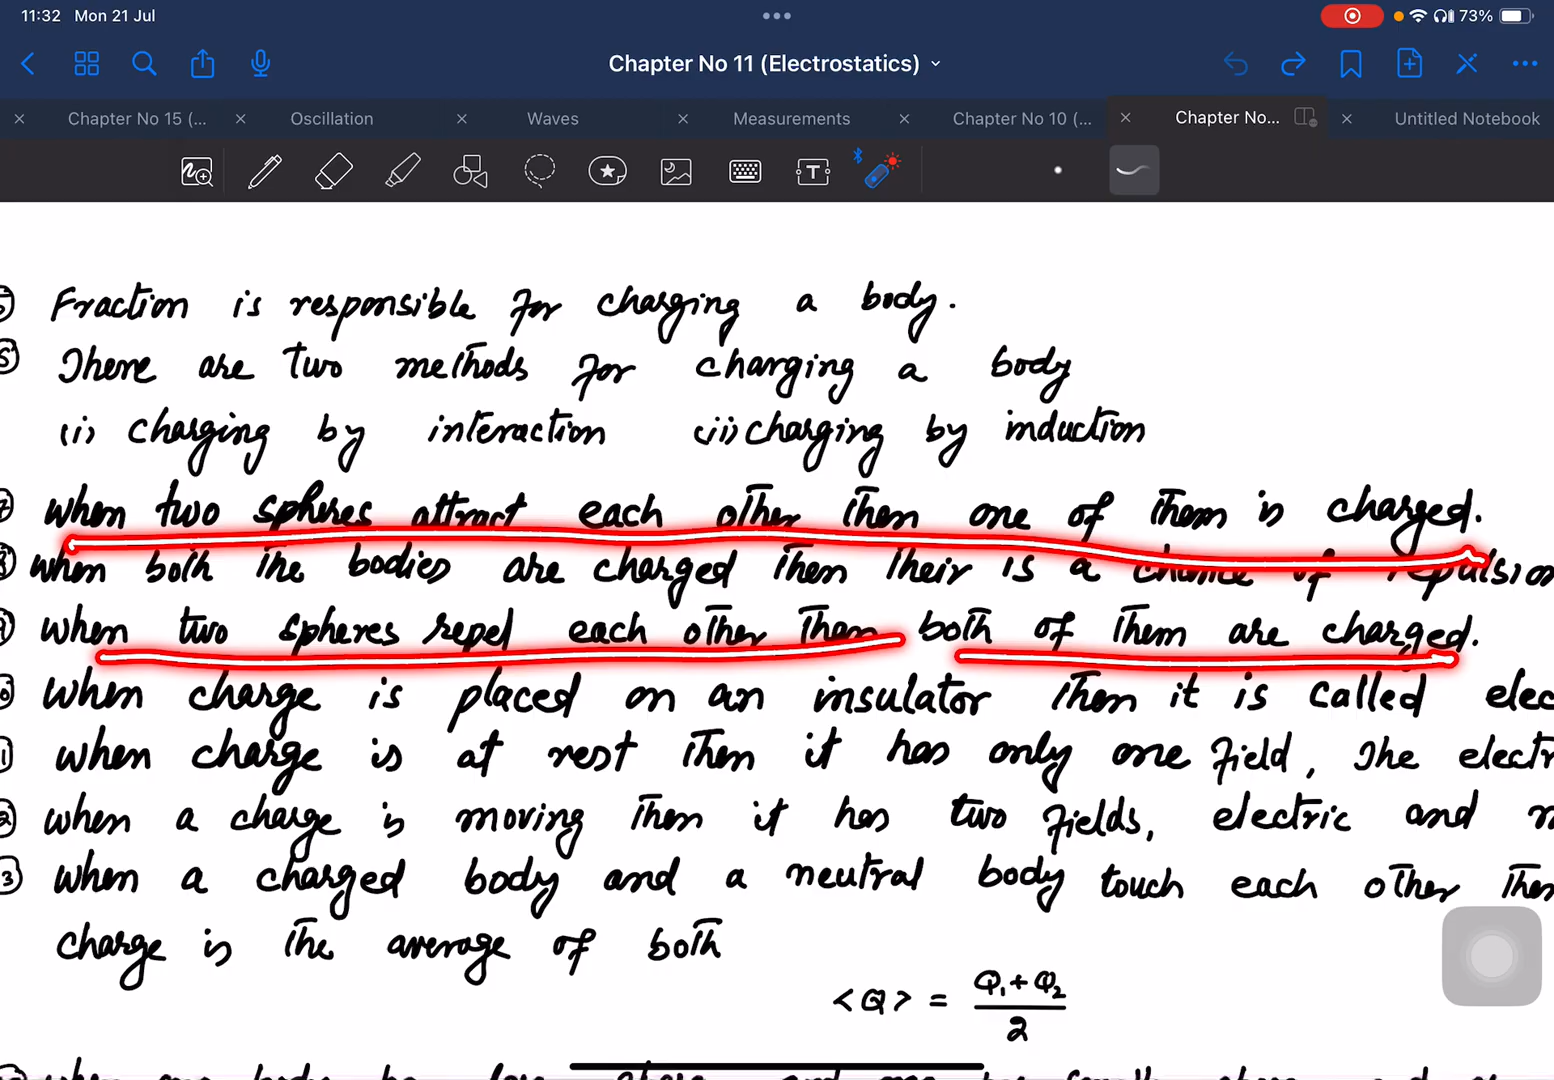 11:32 Mon 21 Jul
73%
Chapter No 11 (Electrostatics)
Chapter No 15 (...
Oscillation
Waves
Measurements
Chapter No 10 (...
Chapter No...
Untitled Notebook
Fraction is responsible for charging a body.
There are two methods for charging a body
(i) charging by interaction (ii) charging by induction
when two spheres attract each other then one of them is charged.
when both the bodies are charged then their is a chance of repulsion
when two spheres repel each other then both of them are charged.
when charge is placed on an insulator then it is called elec
when charge is at rest then it has only one field, The electr
when a charge is moving then it has two fields, electric and
when a charged body and a neutral body touch each other then
charge is the average of both
<Q> = Q₁+Q₂
2